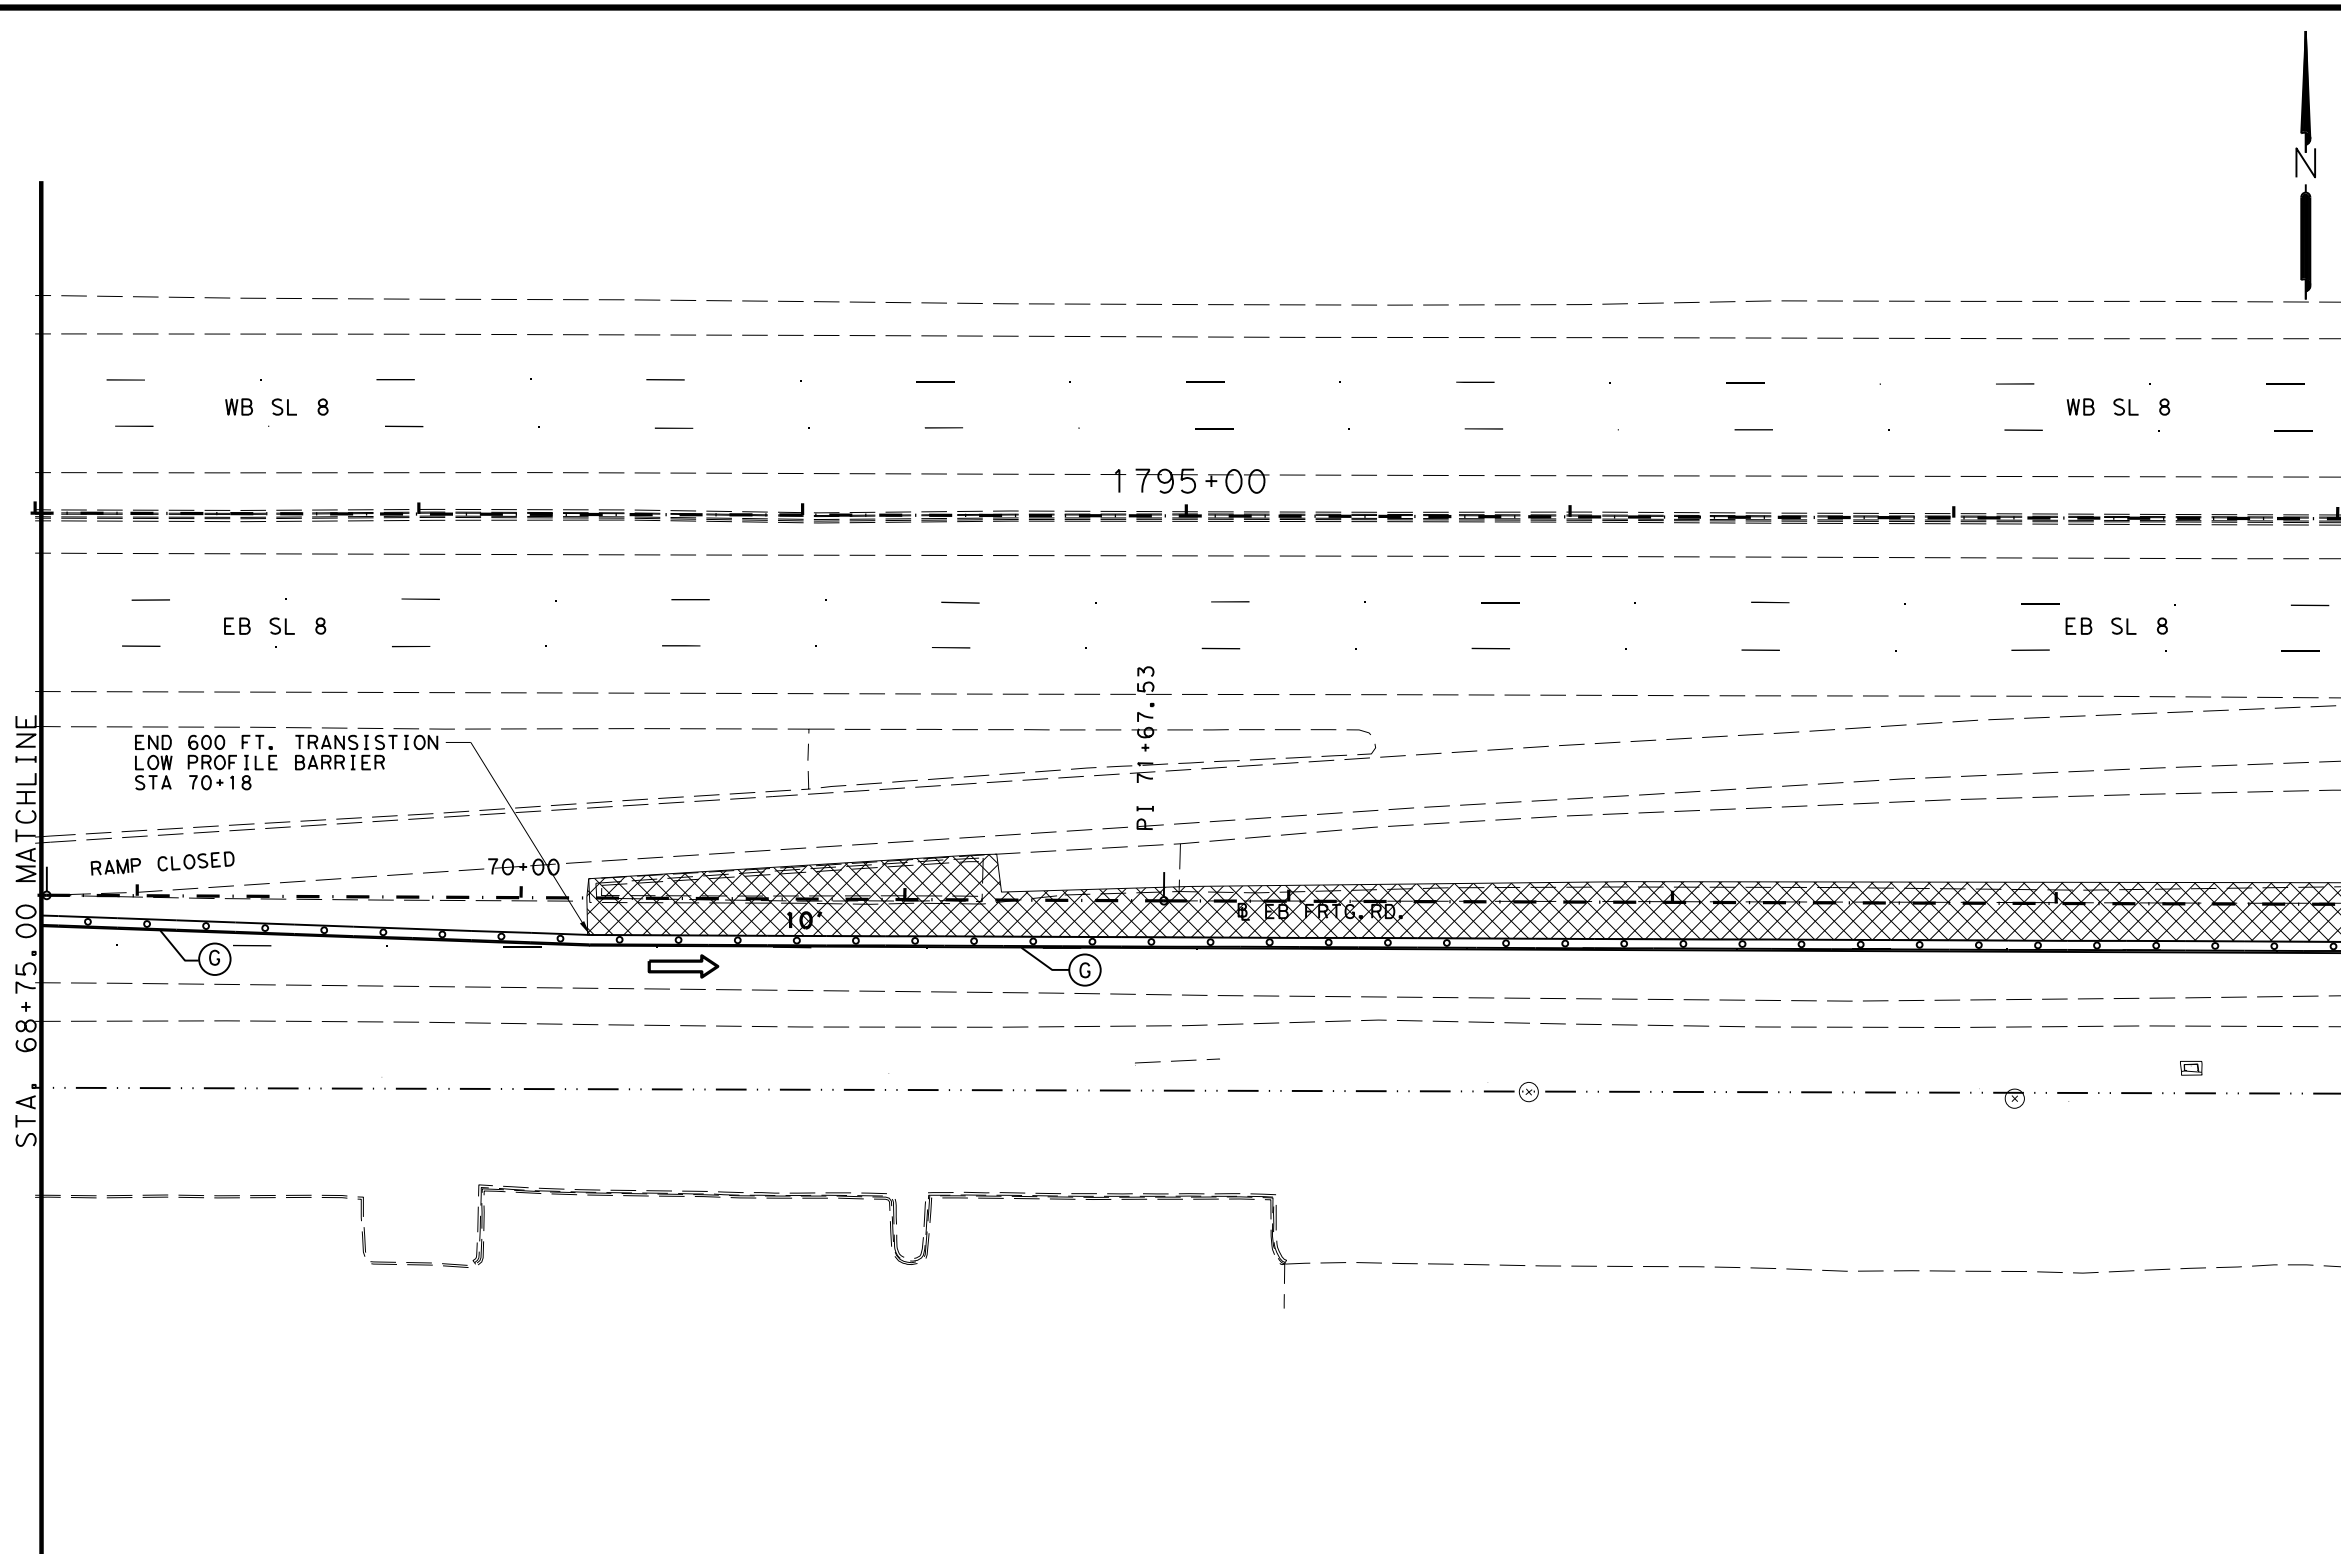 N
WB SL 8
WB SL 8
1795+00
EB SL 8
EB SL 8
PI 71+67.53
END 600 FT. TRANSISTION
LOW PROFILE BARRIER
STA 70+18
STA. 68+75.00 MATCHLINE
RAMP CLOSED
70+00
10'
B EB FRTG.RD.
G
G